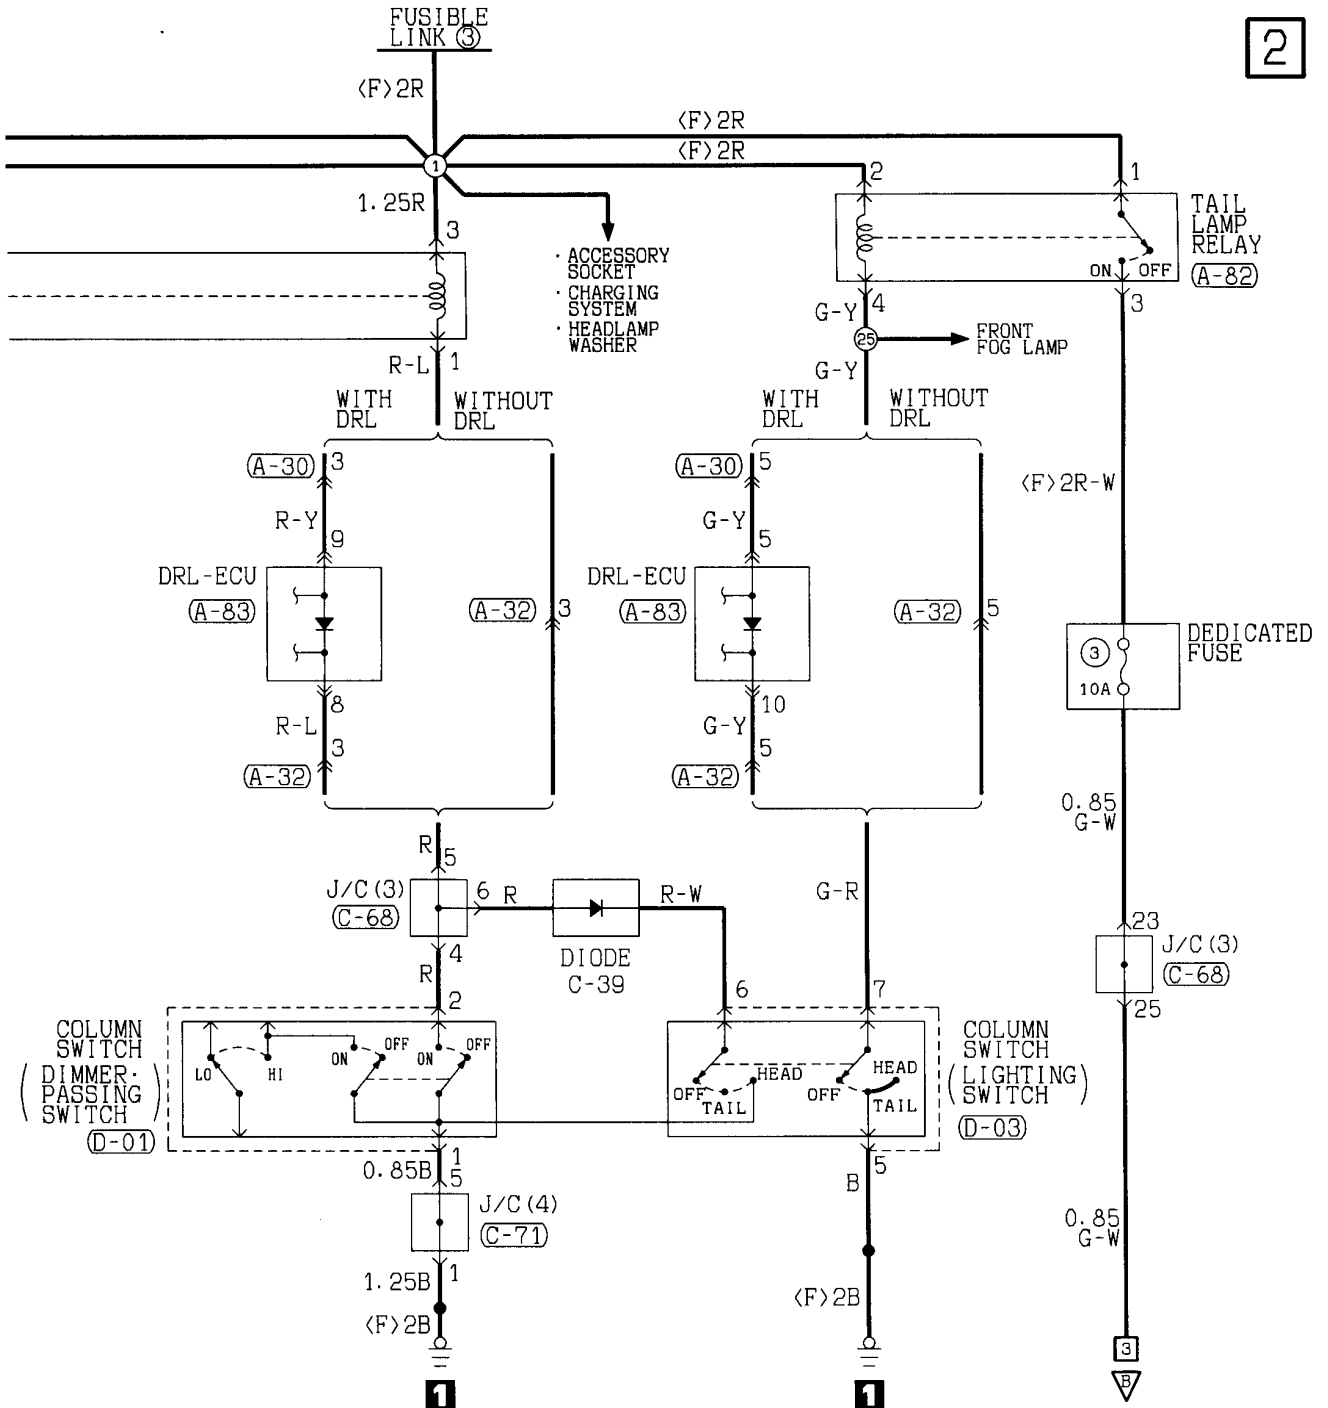 FUSIBLE
LINK ③
2
<F>2R
<F>2R
<F>2R
1
1.25R
3
2
1
TAIL
LAMP
RELAY
A-82
ON
OFF
· ACCESSORY
SOCKET
· CHARGING
SYSTEM
· HEADLAMP
WASHER
4
3
G-Y
25
FRONT
FOG LAMP
G-Y
R-L
1
WITH
DRL
WITHOUT
DRL
WITH
DRL
WITHOUT
DRL
A-30
3
A-30
5
<F>2R-W
R-Y
G-Y
9
5
DRL-ECU
A-83
A-32
3
DRL-ECU
A-83
A-32
5
3
10A
DEDICATED
FUSE
8
10
R-L
G-Y
3
5
A-32
A-32
0.85
G-W
R
5
J/C(3)
C-68
6
R
R-W
DIODE
C-39
G-R
4
R
2
6
7
23
J/C(3)
C-68
25
COLUMN
SWITCH
(DIMMER·
PASSING
SWITCH)
D-01
LO
HI
ON
OFF
ON
OFF
OFF
TAIL
HEAD
OFF
HEAD
TAIL
COLUMN
SWITCH
(LIGHTING
SWITCH)
D-03
1
0.85B
5
J/C(4)
C-71
5
B
1
1.25B
<F>2B
<F>2B
0.85
G-W
1
1
3
B